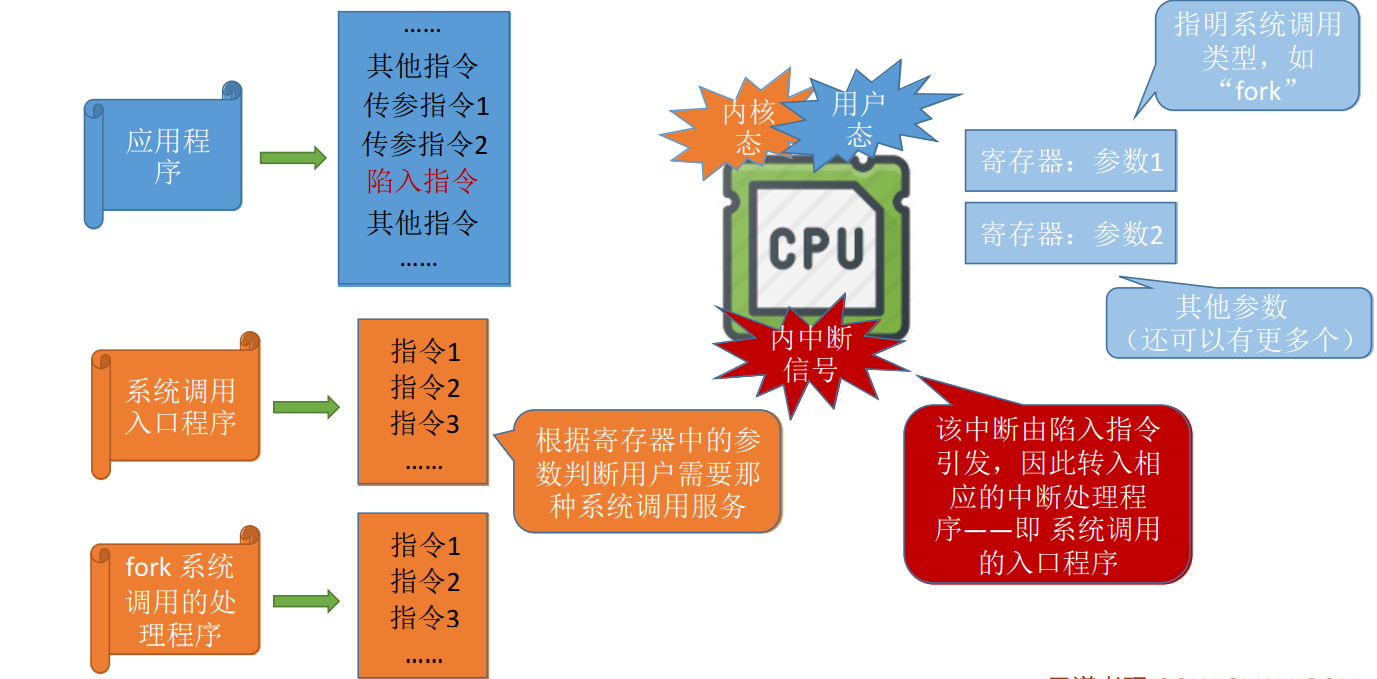 应用程
序
……
其他指令
传参指令1
传参指令2
陷入指令
其他指令
……
内核
态
用户
态
CPU
内中断
信号
指明系统调用
类型，如
“fork”
寄存器：参数1
寄存器：参数2
其他参数
（还可以有更多个）
系统调用
入口程序
指令1
指令2
指令3
……
根据寄存器中的参
数判断用户需要那
种系统调用服务
该中断由陷入指令
引发，因此转入相
应的中断处理程
序——即 系统调用
的入口程序
fork 系统
调用的处
理程序
指令1
指令2
指令3
……